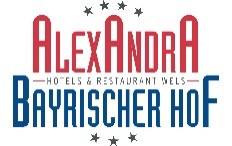 ALEXANDRA
HOTELS & RESTAURANT WELS
BAYRISCHER HOF